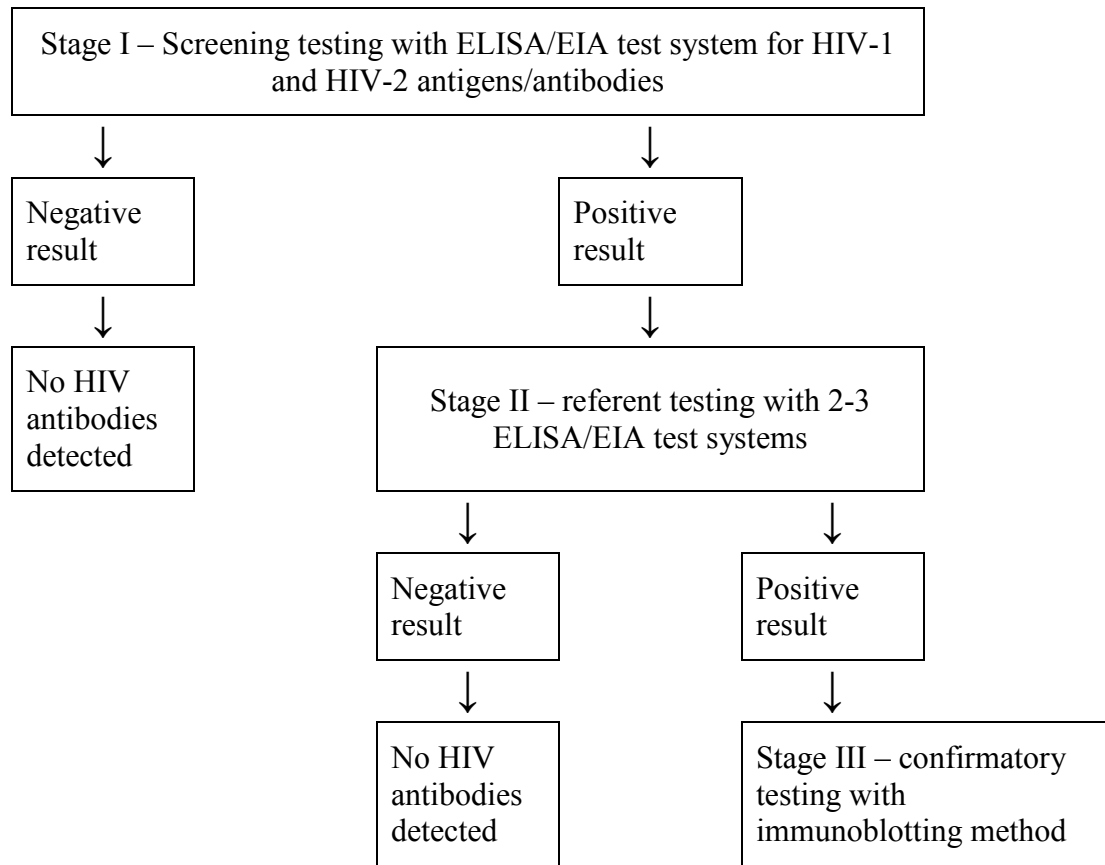 Stage I – Screening testing with ELISA/EIA test system for HIV-1
and HIV-2 antigens/antibodies
↓ ↓
Negative
result
Positive
result
↓ ↓
No HIV
antibodies
detected
Stage II – referent testing with 2-3
ELISA/EIA test systems
↓ ↓
Negative
result
Positive
result
↓ ↓
No HIV
antibodies
detected
Stage III – confirmatory
testing with
immunoblotting method